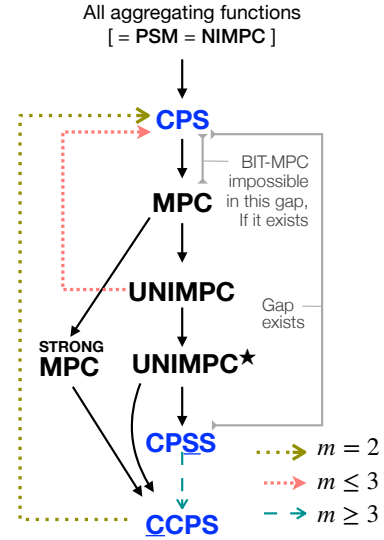 All aggregating functions
[ = PSM = NIMPC ]
CPS
BIT-MPC
impossible
in this gap,
If it exists
MPC
UNIMPC
Gap
exists
STRONG
MPC
UNIMPC★
CPSS
m = 2
m ≤ 3
m ≥ 3
CCPS